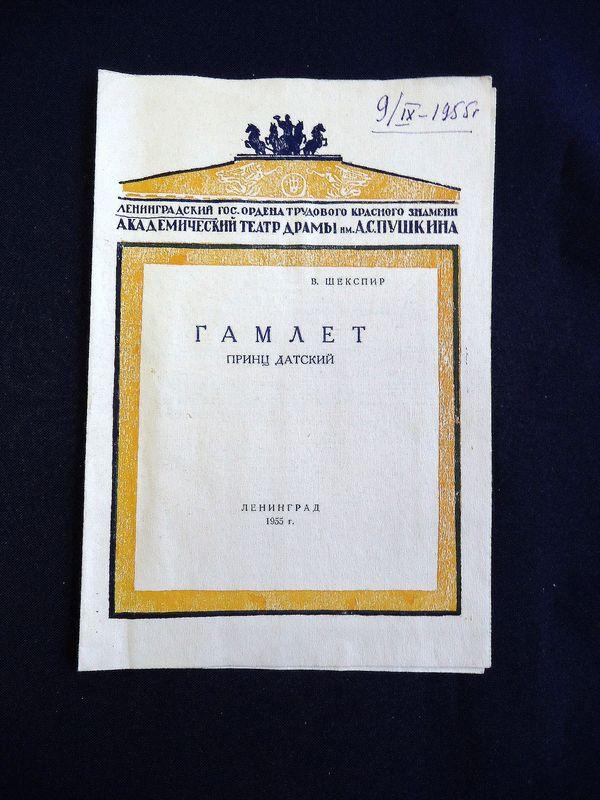 9/IX-1955г
ЛЕНИНГРАДСКИЙ ГОС. ОРДЕНА ТРУДОВОГО КРАСНОГО ЗНАМЕНИ
АКАДЕМИЧЕСКИЙ ТЕАТР ДРАМЫ ИМ. А.С. ПУШКИНА
В. ШЕКСПИР
ГАМЛЕТ
ПРИНЦ ДАТСКИЙ
ЛЕНИНГРАД
1955 г.